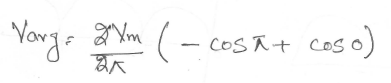 Vavg = 2Vm/2π ( - cos π + cos 0 )